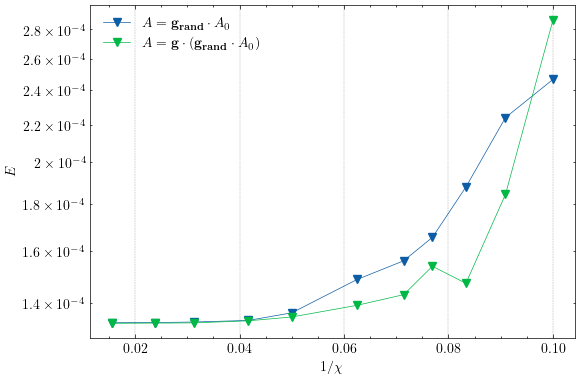 A = g_rand · A_0
A = g · (g_rand · A_0)
2.8 × 10^−4
2.6 × 10^−4
2.4 × 10^−4
2.2 × 10^−4
2 × 10^−4
1.8 × 10^−4
1.6 × 10^−4
1.4 × 10^−4
E
0.02 0.04 0.06 0.08 0.10
1/χ